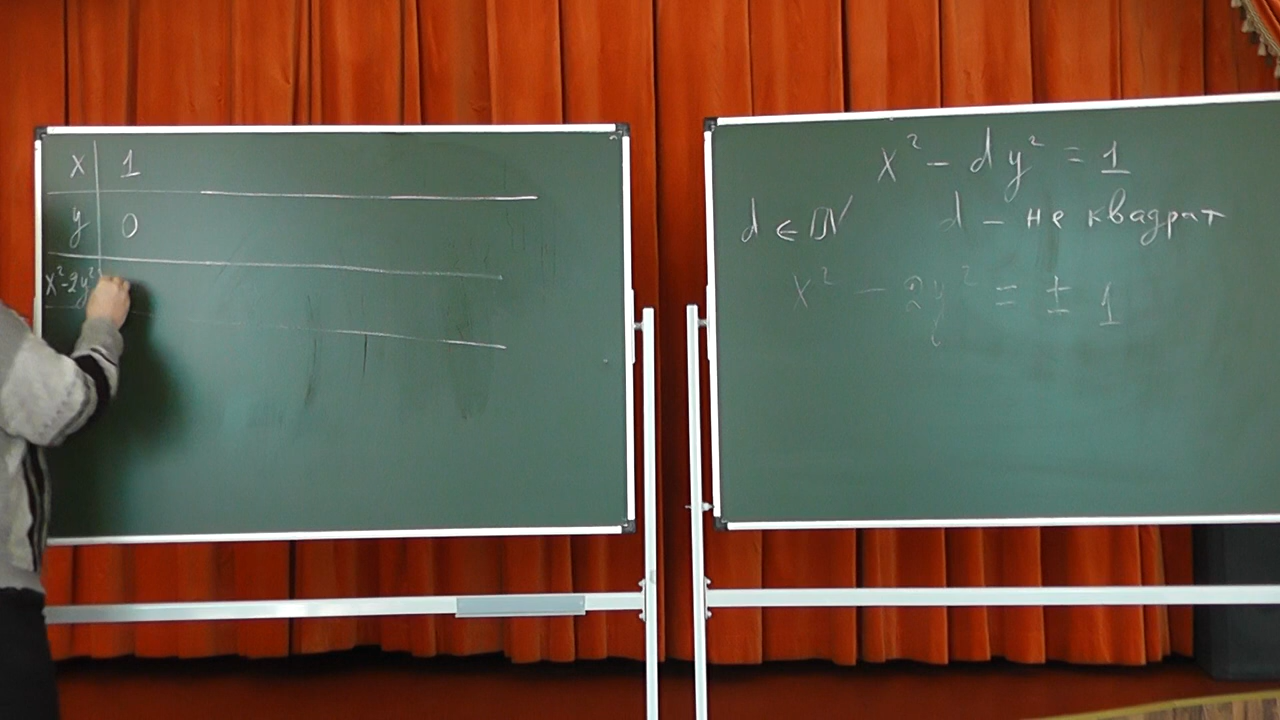 x | 1
y | 0
x² - 2y²
x² - dy² = 1
d ∈ ℕ d - не квадрат
x² - 2y² = ± 1